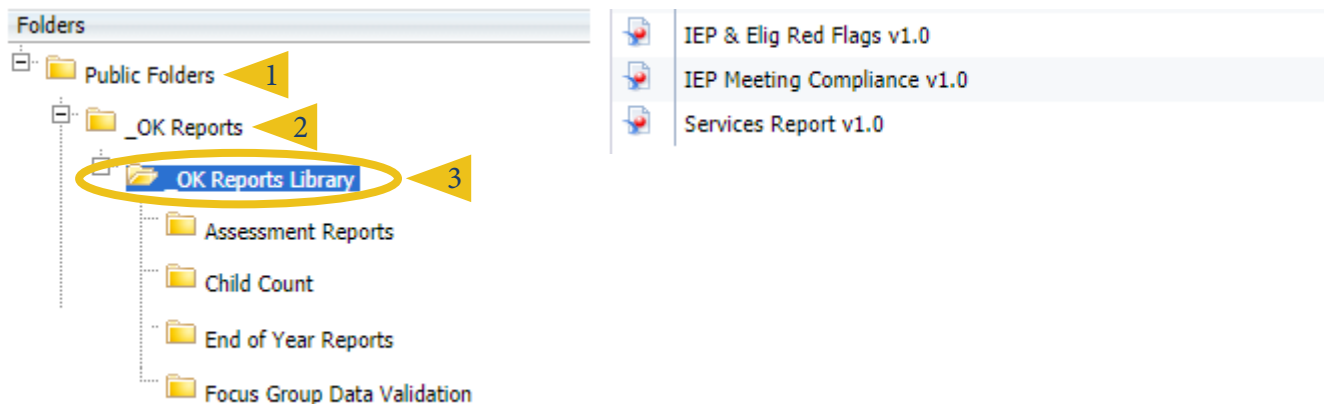 Folders
Public Folders 1
_OK Reports 2
_OK Reports Library 3
Assessment Reports
Child Count
End of Year Reports
Focus Group Data Validation
IEP & Elig Red Flags v1.0
IEP Meeting Compliance v1.0
Services Report v1.0